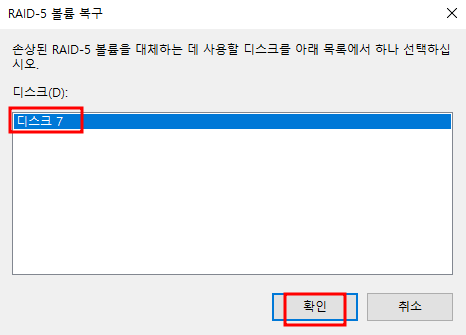 RAID-5 볼륨 복구
손상된 RAID-5 볼륨을 대체하는 데 사용할 디스크를 아래 목록에서 하나 선택하십
시오.
디스크(D):
디스크 7
확인
취소